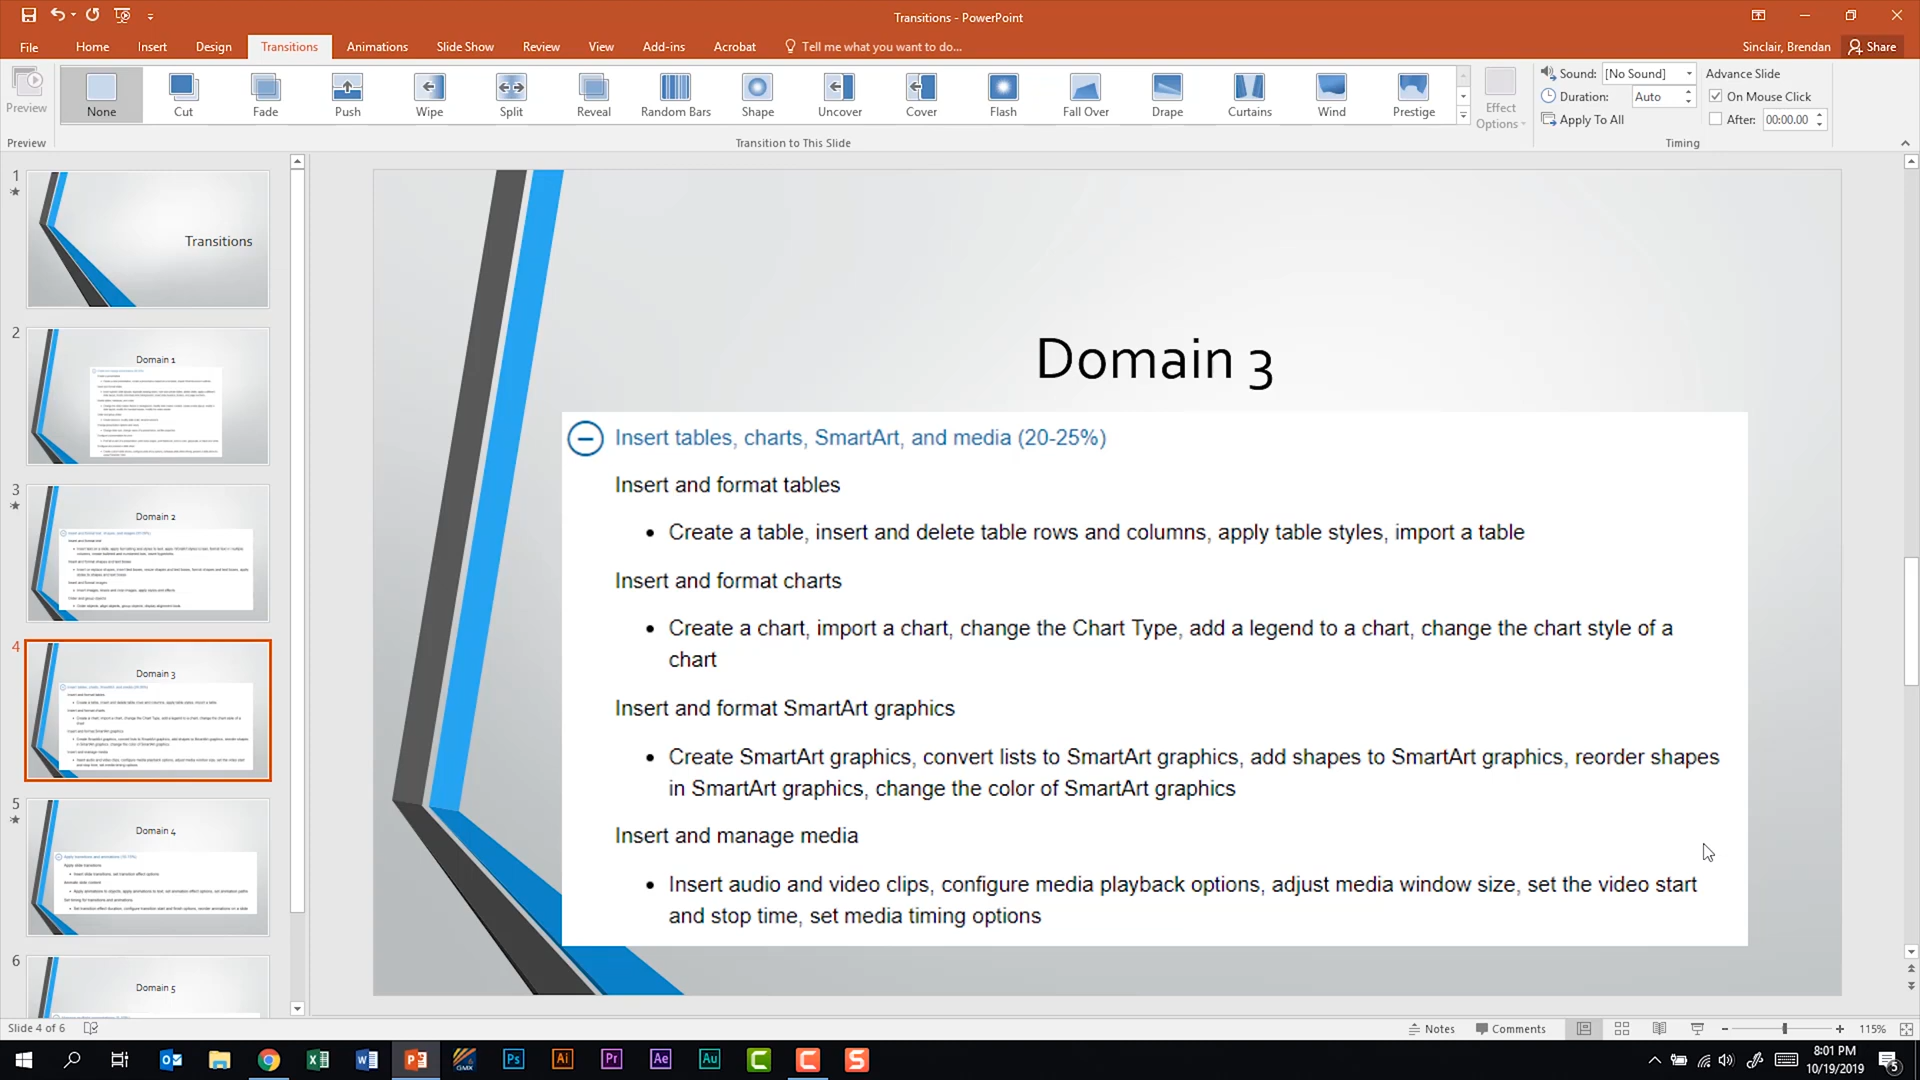 Transitions - PowerPoint
File Home Insert Design Transitions Animations Slide Show Review View Add-ins Acrobat Tell me what you want to do... Sinclair, Brendan Share
Preview
None Cut Fade Push Wipe Split Reveal Random Bars Shape Uncover Cover Flash Fall Over Drape Curtains Wind Prestige
Effect
Options
Sound: [No Sound] Advance Slide
Duration: Auto On Mouse Click
Apply To All After: 00:00.00
Preview Transition to This Slide Timing
1
Transitions
2
Domain 1
3
Domain 2
4
Domain 3
5
Domain 4
6
Domain 5
Domain 3
Insert tables, charts, SmartArt, and media (20-25%)
Insert and format tables
• Create a table, insert and delete table rows and columns, apply table styles, import a table
Insert and format charts
• Create a chart, import a chart, change the Chart Type, add a legend to a chart, change the chart style of a
chart
Insert and format SmartArt graphics
• Create SmartArt graphics, convert lists to SmartArt graphics, add shapes to SmartArt graphics, reorder shapes
in SmartArt graphics, change the color of SmartArt graphics
Insert and manage media
• Insert audio and video clips, configure media playback options, adjust media window size, set the video start
and stop time, set media timing options
Slide 4 of 6 Notes Comments 115%
8:01 PM
10/19/2019
5